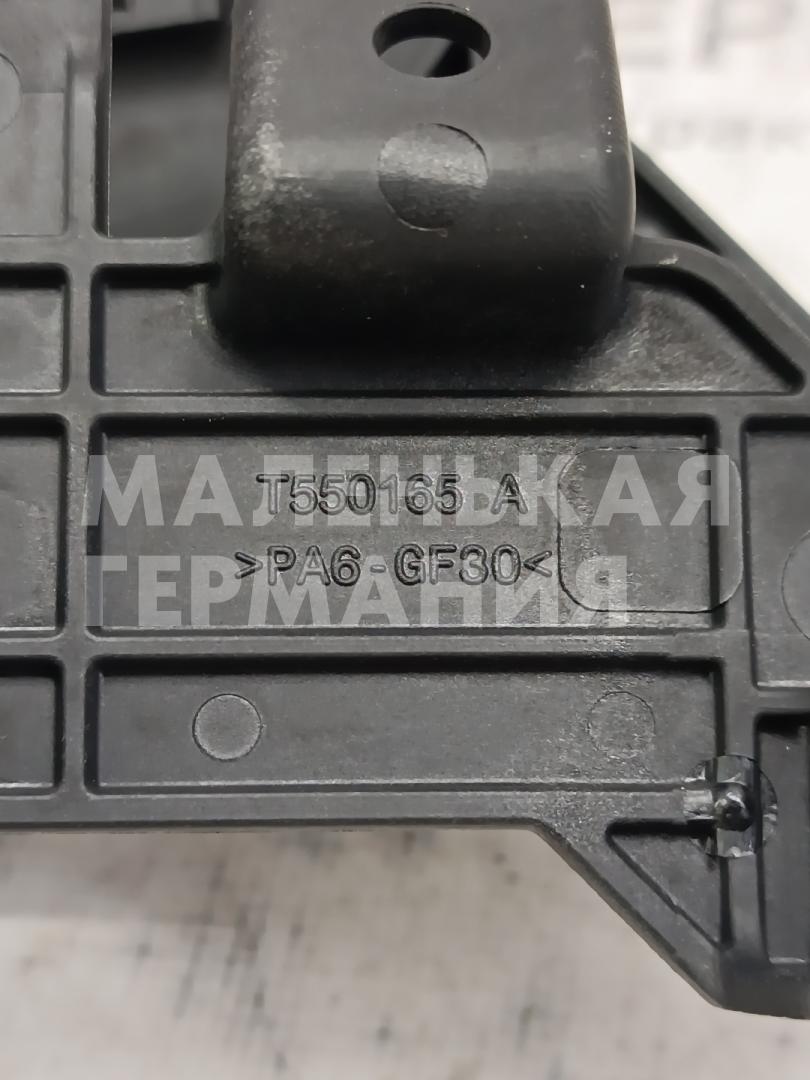 T550165 A
>PA6-GF30<
МАЛЕНЬКАЯ
ГЕРМАНИЯ